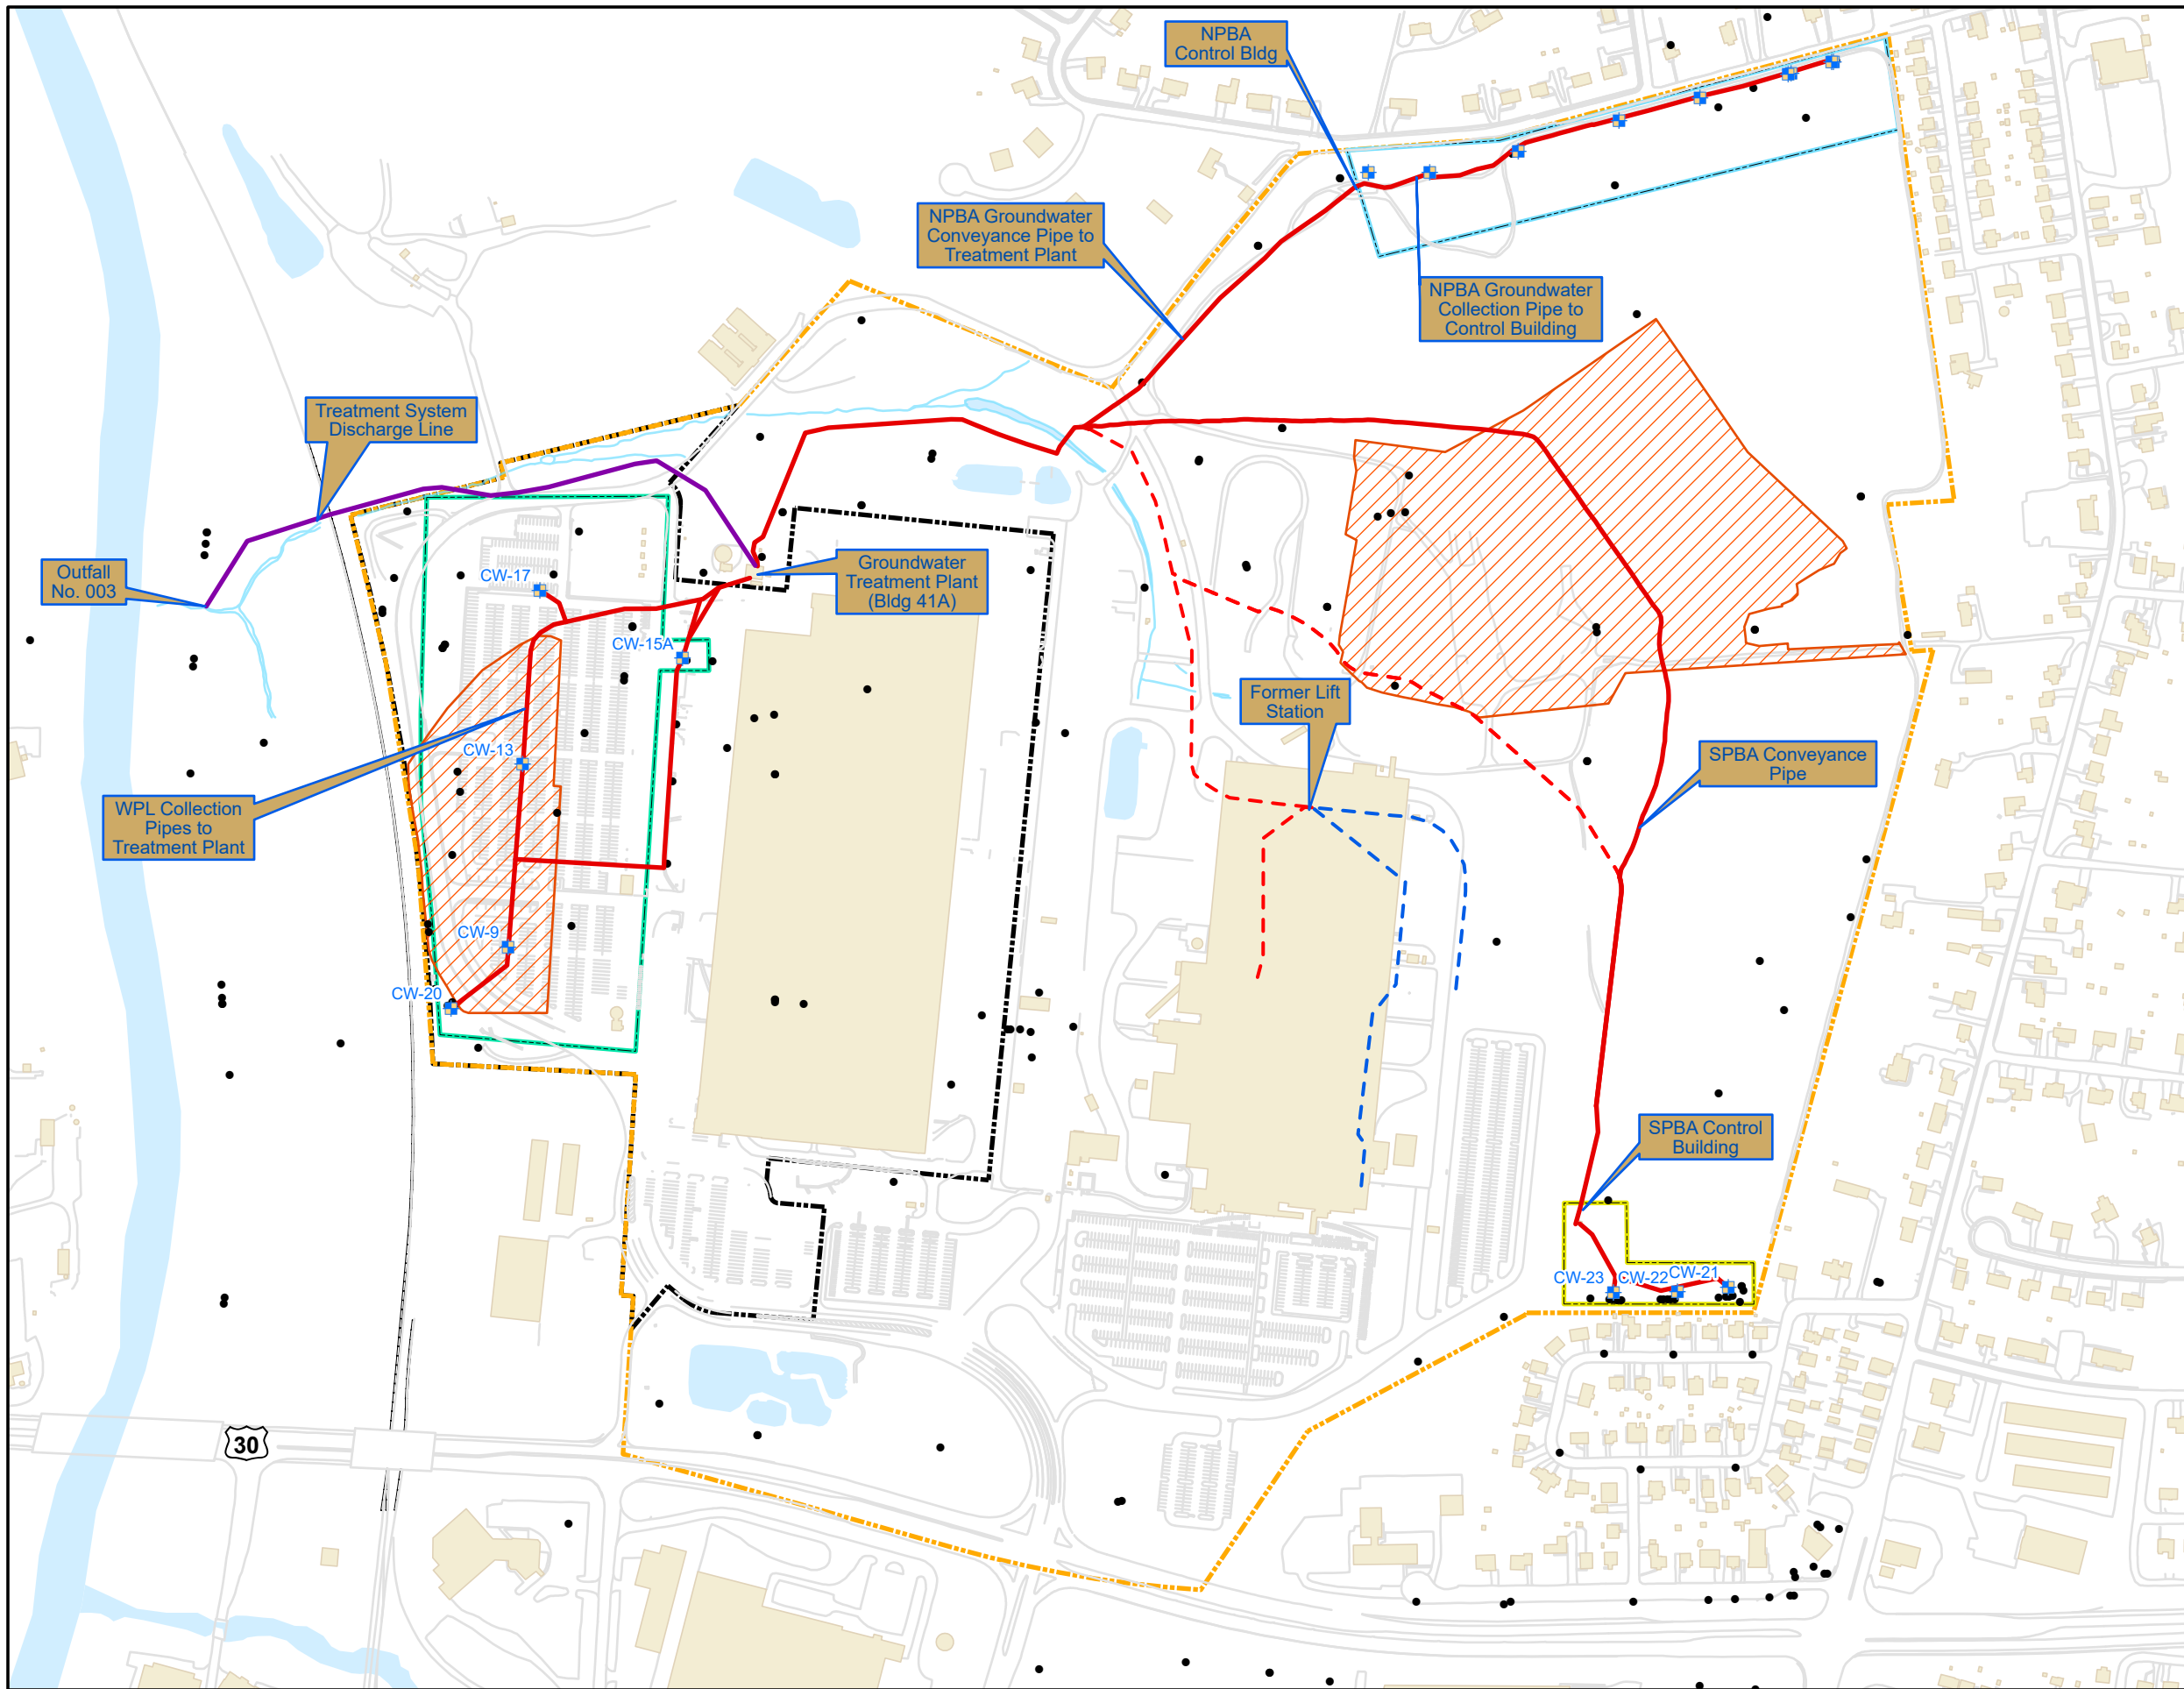 NPBA
Control Bldg
NPBA Groundwater
Conveyance Pipe to
Treatment Plant
NPBA Groundwater
Collection Pipe to
Control Building
Treatment System
Discharge Line
Outfall
No. 003
CW-17
Groundwater
Treatment Plant
(Bldg 41A)
CW-15A
Former Lift
Station
CW-13
SPBA Conveyance
Pipe
WPL Collection
Pipes to
Treatment Plant
CW-9
CW-20
SPBA Control
Building
CW-23
CW-22
CW-21
30